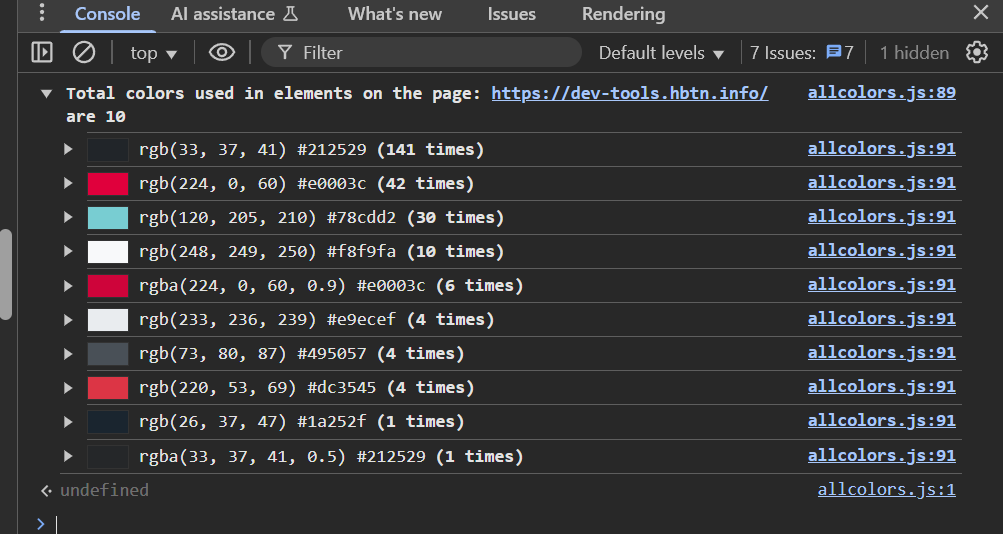 Console AI assistance What's new Issues Rendering
top Filter Default levels 7 Issues: 7 1 hidden
Total colors used in elements on the page: https://dev-tools.hbtn.info/ allcolors.js:89
are 10
rgb(33, 37, 41) #212529 (141 times) allcolors.js:91
rgb(224, 0, 60) #e0003c (42 times) allcolors.js:91
rgb(120, 205, 210) #78cdd2 (30 times) allcolors.js:91
rgb(248, 249, 250) #f8f9fa (10 times) allcolors.js:91
rgba(224, 0, 60, 0.9) #e0003c (6 times) allcolors.js:91
rgb(233, 236, 239) #e9ecef (4 times) allcolors.js:91
rgb(73, 80, 87) #495057 (4 times) allcolors.js:91
rgb(220, 53, 69) #dc3545 (4 times) allcolors.js:91
rgb(26, 37, 47) #1a252f (1 times) allcolors.js:91
rgba(33, 37, 41, 0.5) #212529 (1 times) allcolors.js:91
undefined allcolors.js:1